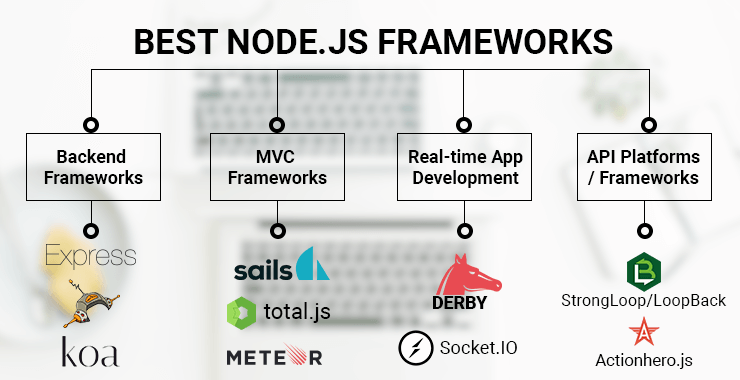 BEST NODE.JS FRAMEWORKS
Backend
Frameworks
MVC
Frameworks
Real-time App
Development
API Platforms
/ Frameworks
Express
koa
sails
total.js
METEOR
DERBY
Socket.IO
StrongLoop/LoopBack
Actionhero.js